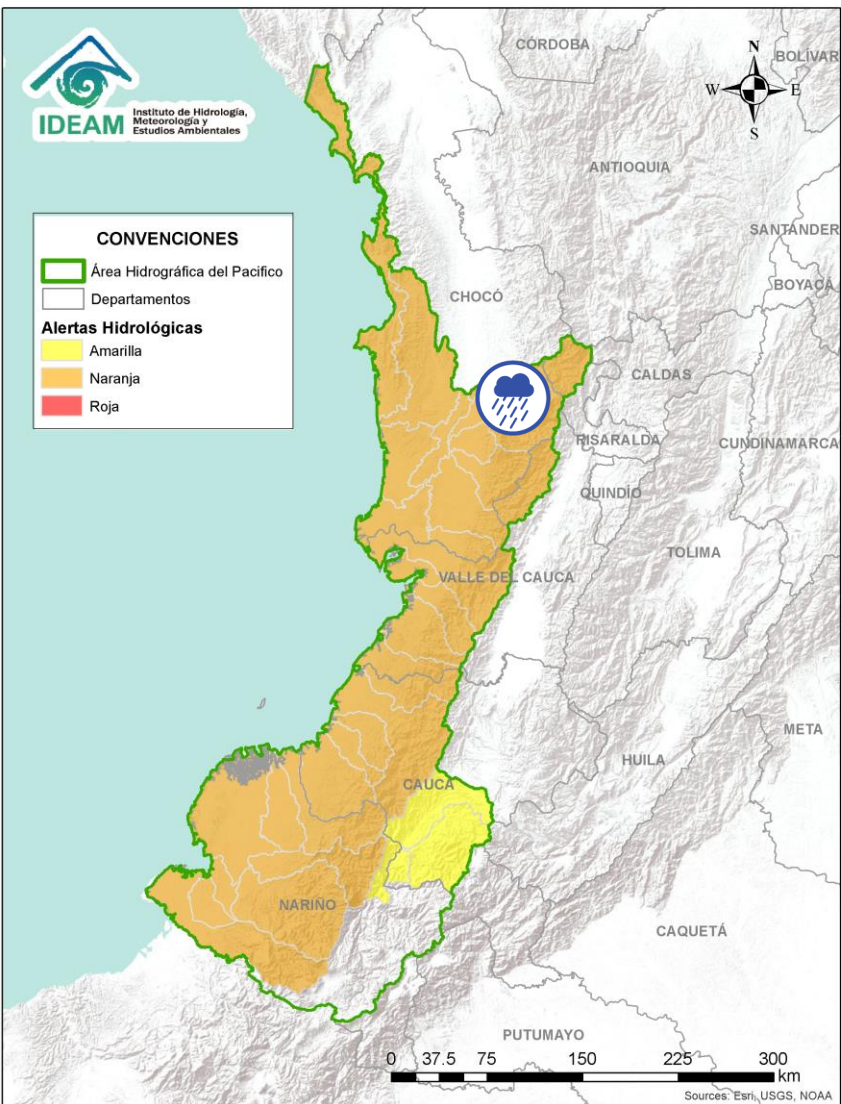 IDEAM
Instituto de Hidrología,
Meteorología y
Estudios Ambientales
CÓRDOBA
BOLÍVAR
N
W
E
S
ANTIOQUIA
SANTANDER
BOYACÁ
CONVENCIONES
Área Hidrográfica del Pacifico
Departamentos
Alertas Hidrológicas
Amarilla
Naranja
Roja
CHOCÓ
CALDAS
RISARALDA
CUNDINAMARCA
QUINDÍO
TOLIMA
VALLE DEL CAUCA
META
HUILA
CAUCA
NARIÑO
CAQUETÁ
PUTUMAYO
0 37.5 75 150 225 300
km
Sources: Esri, USGS, NOAA